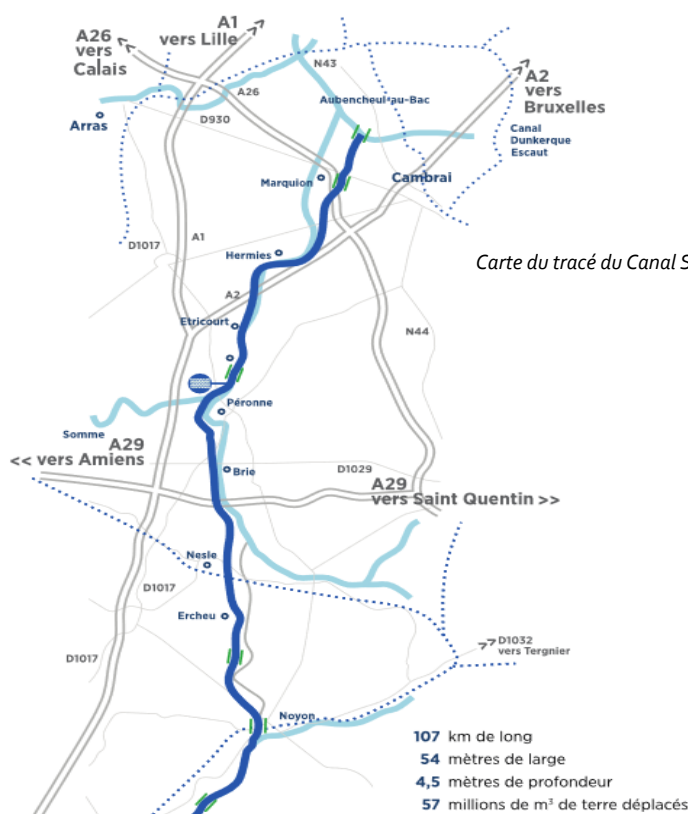 A1
vers Lille
A26
vers
Calais
N43
A2
vers
Bruxelles
A26
Aubencheul-au-Bac
D930
Arras
Canal
Dunkerque
Escaut
Marquion
Cambrai
D1017
A1
Hermies
Carte du tracé du Canal S
A2
Etricourt
N44
Péronne
Somme
A29
<< vers Amiens
Brie
D1029
A29
vers Saint Quentin >>
Nesle
D1017
Ercheu
D1032
vers Tergnier
D1017
Noyon
107 km de long
54 mètres de large
4,5 mètres de profondeur
57 millions de m³ de terre déplacés